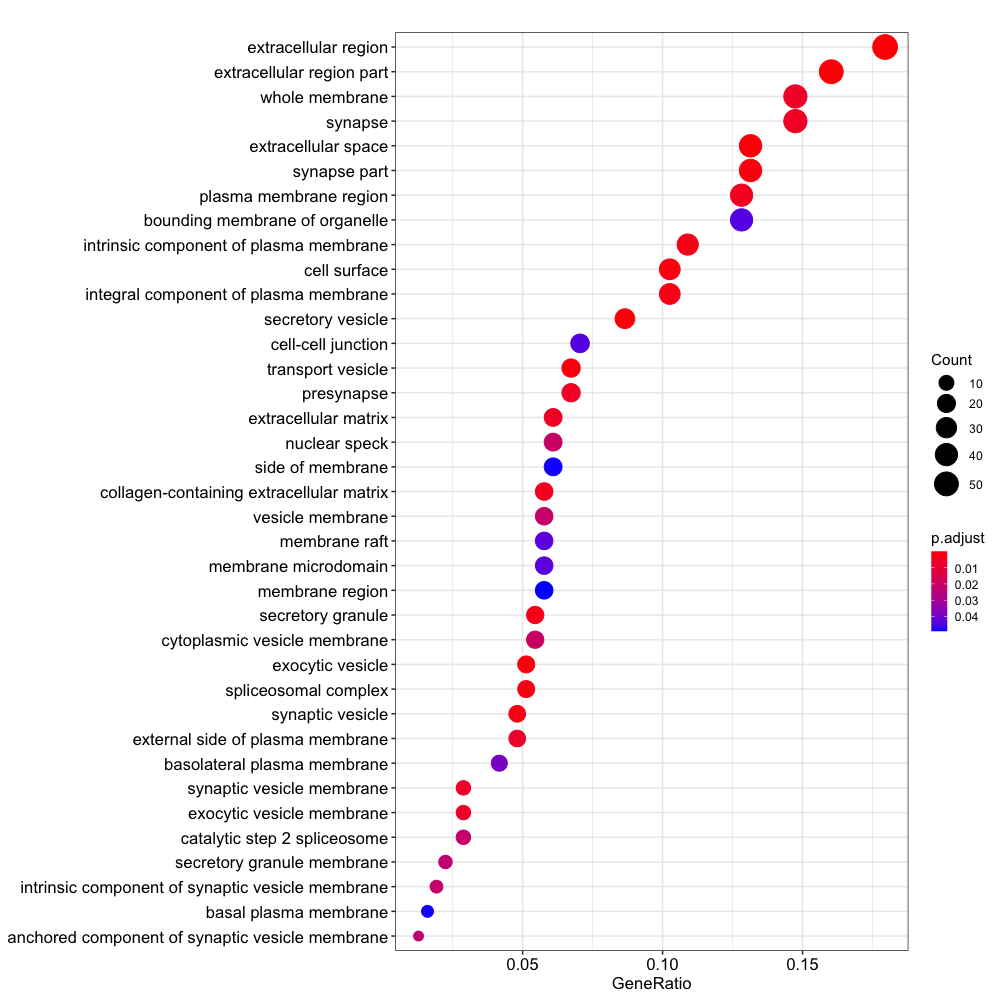 extracellular region
extracellular region part
whole membrane
synapse
extracellular space
synapse part
plasma membrane region
bounding membrane of organelle
intrinsic component of plasma membrane
cell surface
integral component of plasma membrane
secretory vesicle
cell-cell junction
transport vesicle
presynapse
extracellular matrix
nuclear speck
side of membrane
collagen-containing extracellular matrix
vesicle membrane
membrane raft
membrane microdomain
membrane region
secretory granule
cytoplasmic vesicle membrane
exocytic vesicle
spliceosomal complex
synaptic vesicle
external side of plasma membrane
basolateral plasma membrane
synaptic vesicle membrane
exocytic vesicle membrane
catalytic step 2 spliceosome
secretory granule membrane
intrinsic component of synaptic vesicle membrane
basal plasma membrane
anchored component of synaptic vesicle membrane
0.05 0.10 0.15
GeneRatio
Count
10
20
30
40
50
p.adjust
0.01
0.02
0.03
0.04